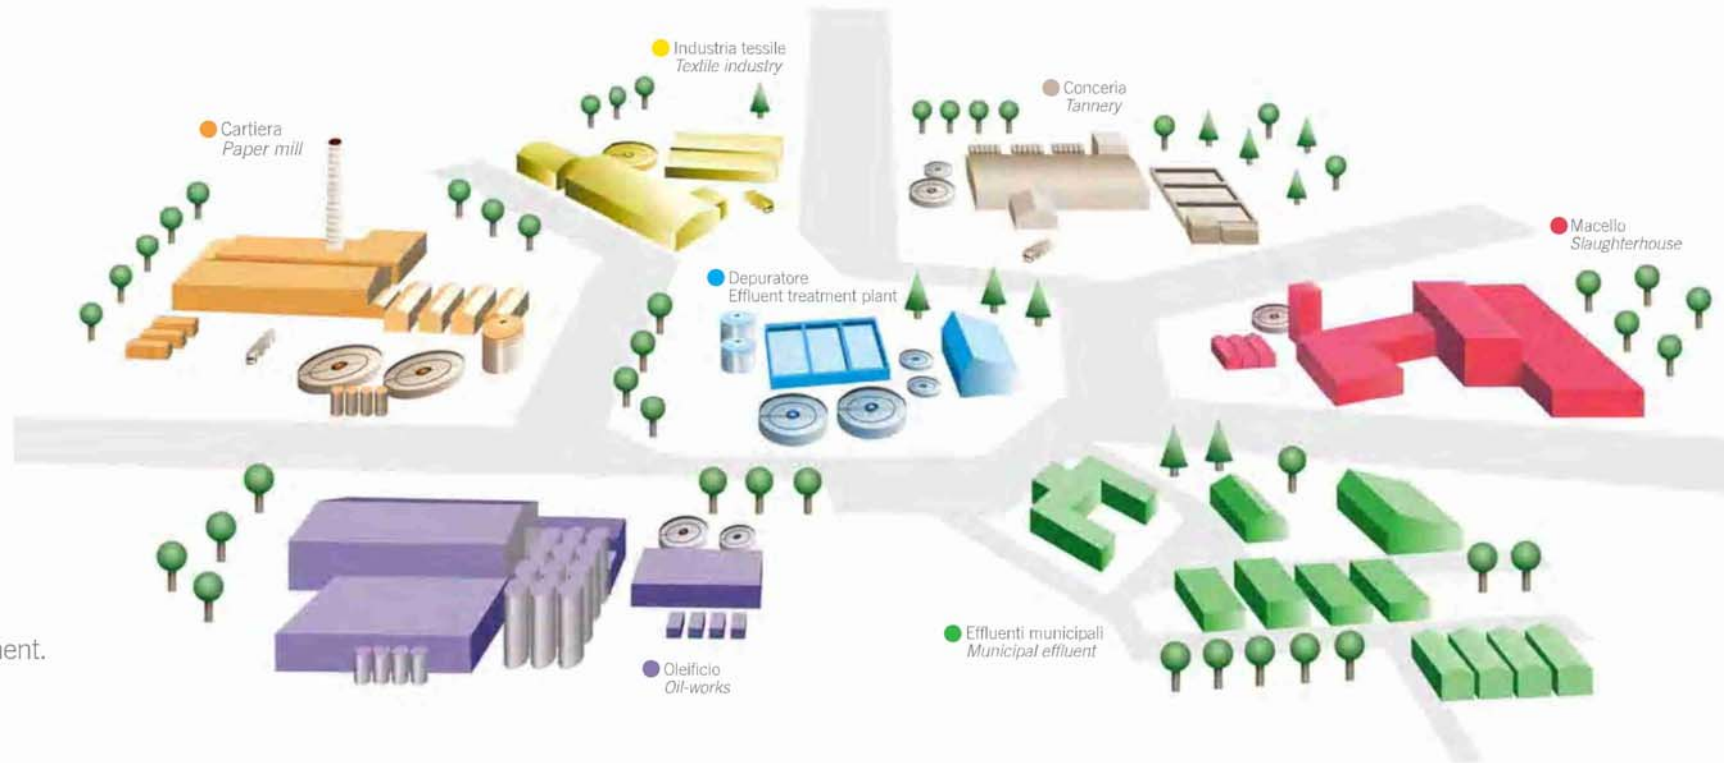 Industria tessile
Textile industry
Conceria
Tannery
Cartiera
Paper mill
Macello
Slaughterhouse
Depuratore
Effluent treatment plant
Effluenti municipali
Municipal effluent
Oleificio
Oil-works